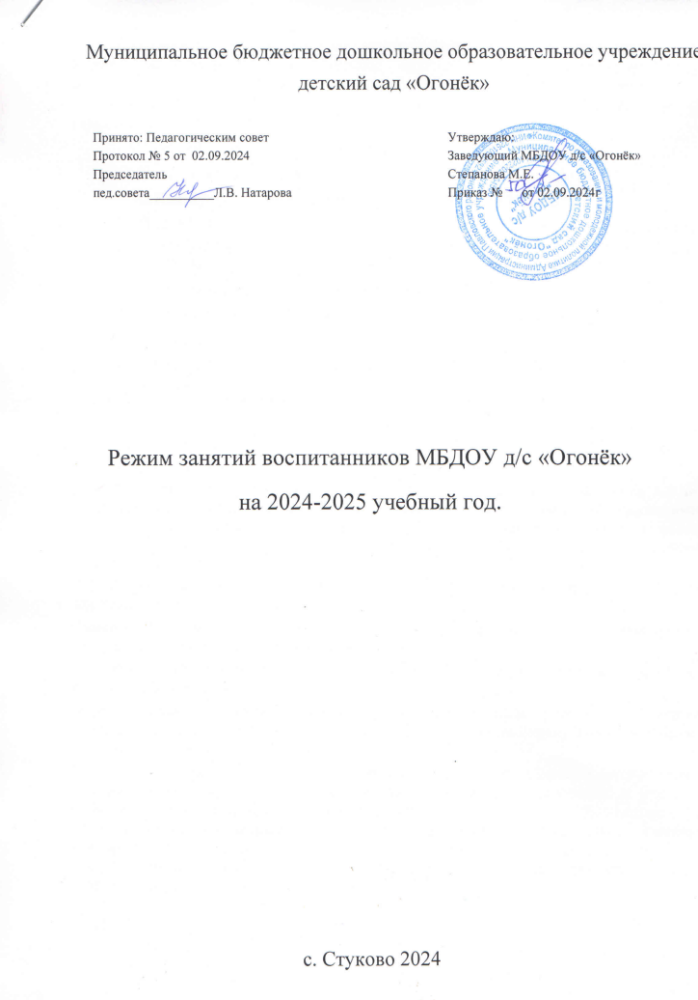 Муниципальное бюджетное дошкольное образовательное учреждение
детский сад «Огонёк»
Принято: Педагогический совет
Протокол № 5 от 02.09.2024
Председатель
пед.совета__________Л.В. Натарова
Утверждаю:
Заведующий МБДОУ д/с «Огонёк»
Степанова М.Е.
Приказ № от 02.09.2024г
Режим занятий воспитанников МБДОУ д/с «Огонёк»
на 2024-2025 учебный год.
с. Стуково 2024